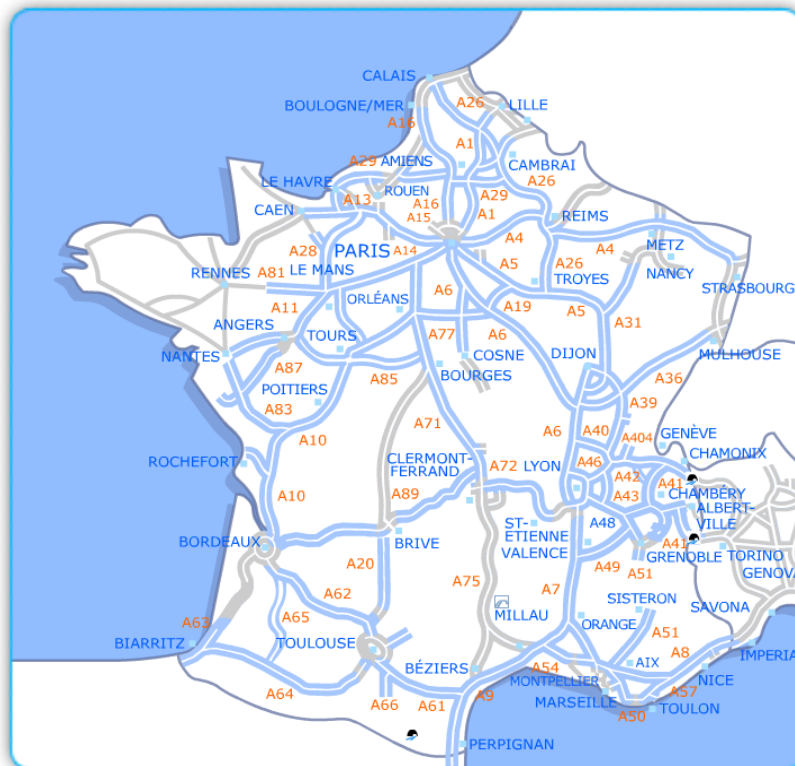 CALAIS
BOULOGNE/MER
A26
LILLE
A16
A1
A29
AMIENS
CAMBRAI
LE HAVRE
ROUEN
A26
A13
A16
A29
CAEN
A15
A1
REIMS
A28
PARIS
A14
A4
A4
METZ
RENNES
A81
LE MANS
A5
A26
TROYES
NANCY
STRASBOURG
A11
ORLÉANS
A6
A19
A5
A31
ANGERS
TOURS
A77
A6
NANTES
COSNE
DIJON
MULHOUSE
A87
BOURGES
A85
A36
POITIERS
A83
A39
A71
A10
A6
A40
A404
GENÈVE
CLERMONT-
FERRAND
CHAMONIX
ROCHEFORT
A72
LYON
A46
A42
A41
A10
A89
A43
CHAMBÉRY
ALBERT-
VILLE
ST-
ETIENNE
A48
BORDEAUX
BRIVE
VALENCE
A41
GRENOBLE
TORINO
A20
A49
A51
GENOVA
A62
A75
A7
SISTERON
SAVONA
A65
MILLAU
A63
ORANGE
A51
BIARRITZ
TOULOUSE
A8
IMPERIA
BÉZIERS
A54
AIX
NICE
MONTPELLIER
A64
A9
A57
A66
A61
MARSEILLE
A50
TOULON
PERPIGNAN